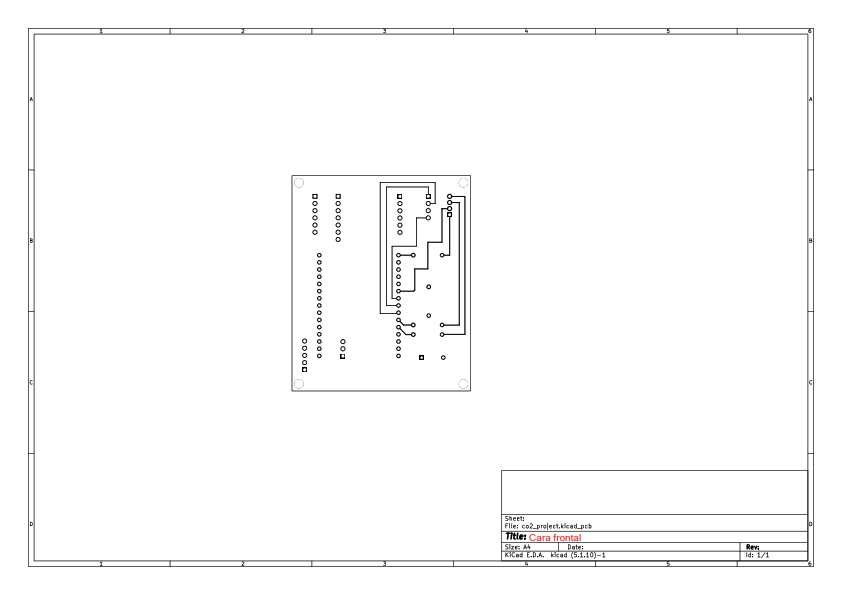 1 2 3 4 5 6
A A
B B
C C
D D
Sheet:
File: co2_project.kicad_pcb
Title: Cara frontal
Size: A4 Date: Rev:
KiCad E.D.A. kicad (5.1.10)-1 Id: 1/1
1 2 3 4 5 6